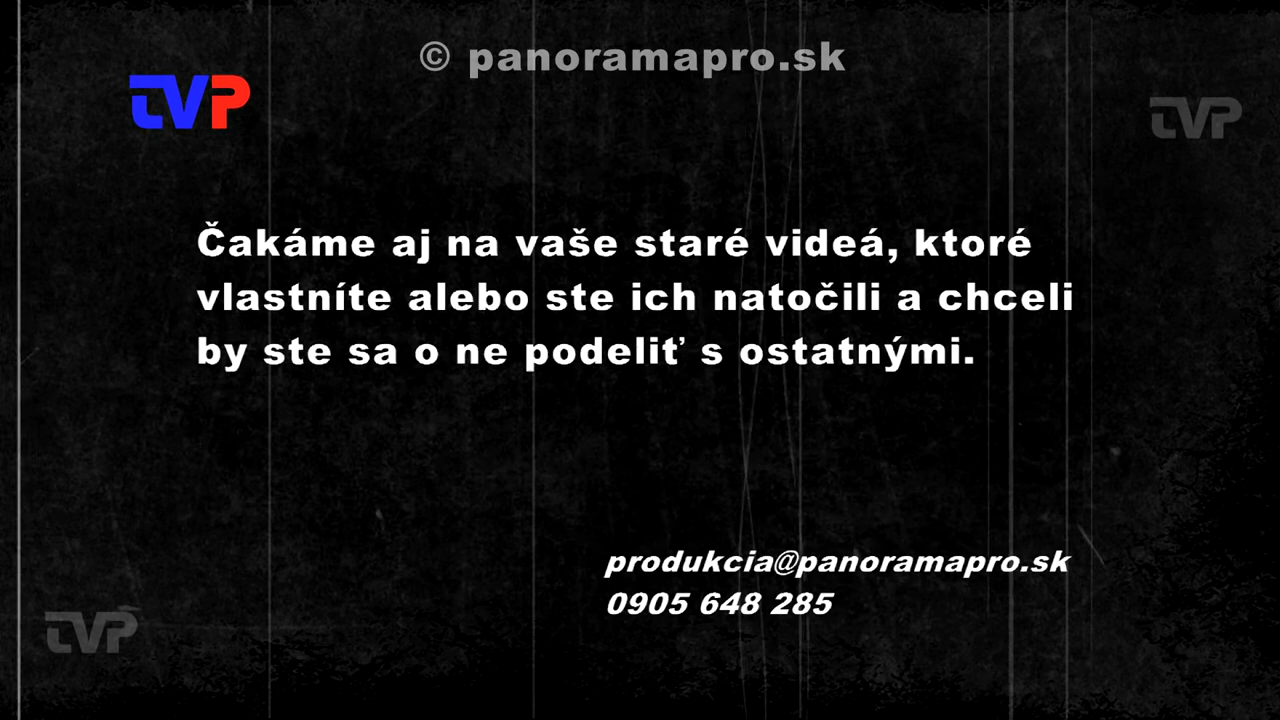 © panoramapro.sk
TVP
TVP
Čakáme aj na vaše staré videá, ktoré
vlastníte alebo ste ich natočili a chceli
by ste sa o ne podeliť s ostatnými.
produkcia@panoramapro.sk
0905 648 285
TVP